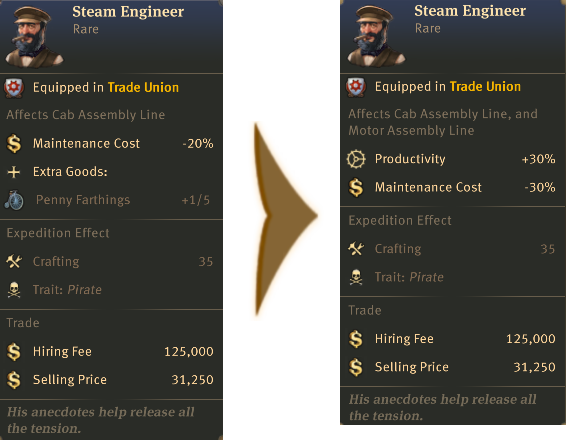 Steam Engineer
Rare
Equipped in Trade Union
Affects Cab Assembly Line
Maintenance Cost -20%
Extra Goods:
Penny Farthings +1/5
Expedition Effect
Crafting 35
Trait: Pirate
Trade
Hiring Fee 125,000
Selling Price 31,250
His anecdotes help release all
the tension.
Steam Engineer
Rare
Equipped in Trade Union
Affects Cab Assembly Line, and
Motor Assembly Line
Productivity +30%
Maintenance Cost -30%
Expedition Effect
Crafting 35
Trait: Pirate
Trade
Hiring Fee 125,000
Selling Price 31,250
His anecdotes help release all
the tension.